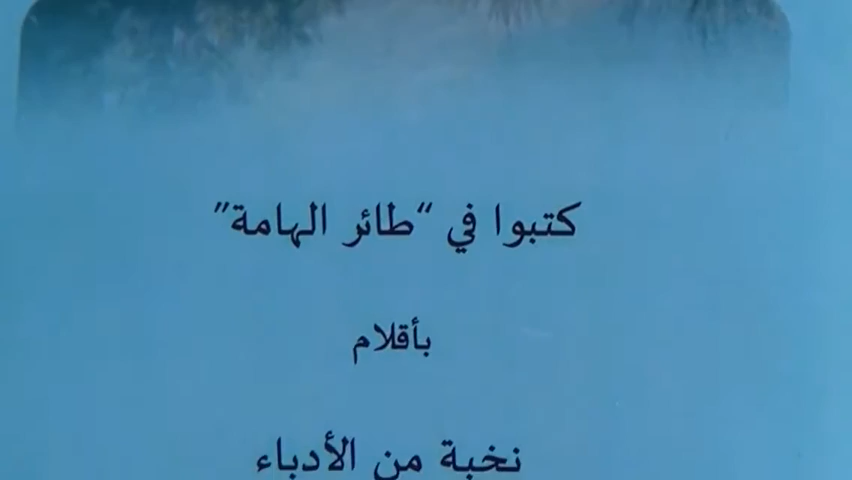 كتبوا في "طائر الهامة"
بأقلام
نخبة من الأدباء